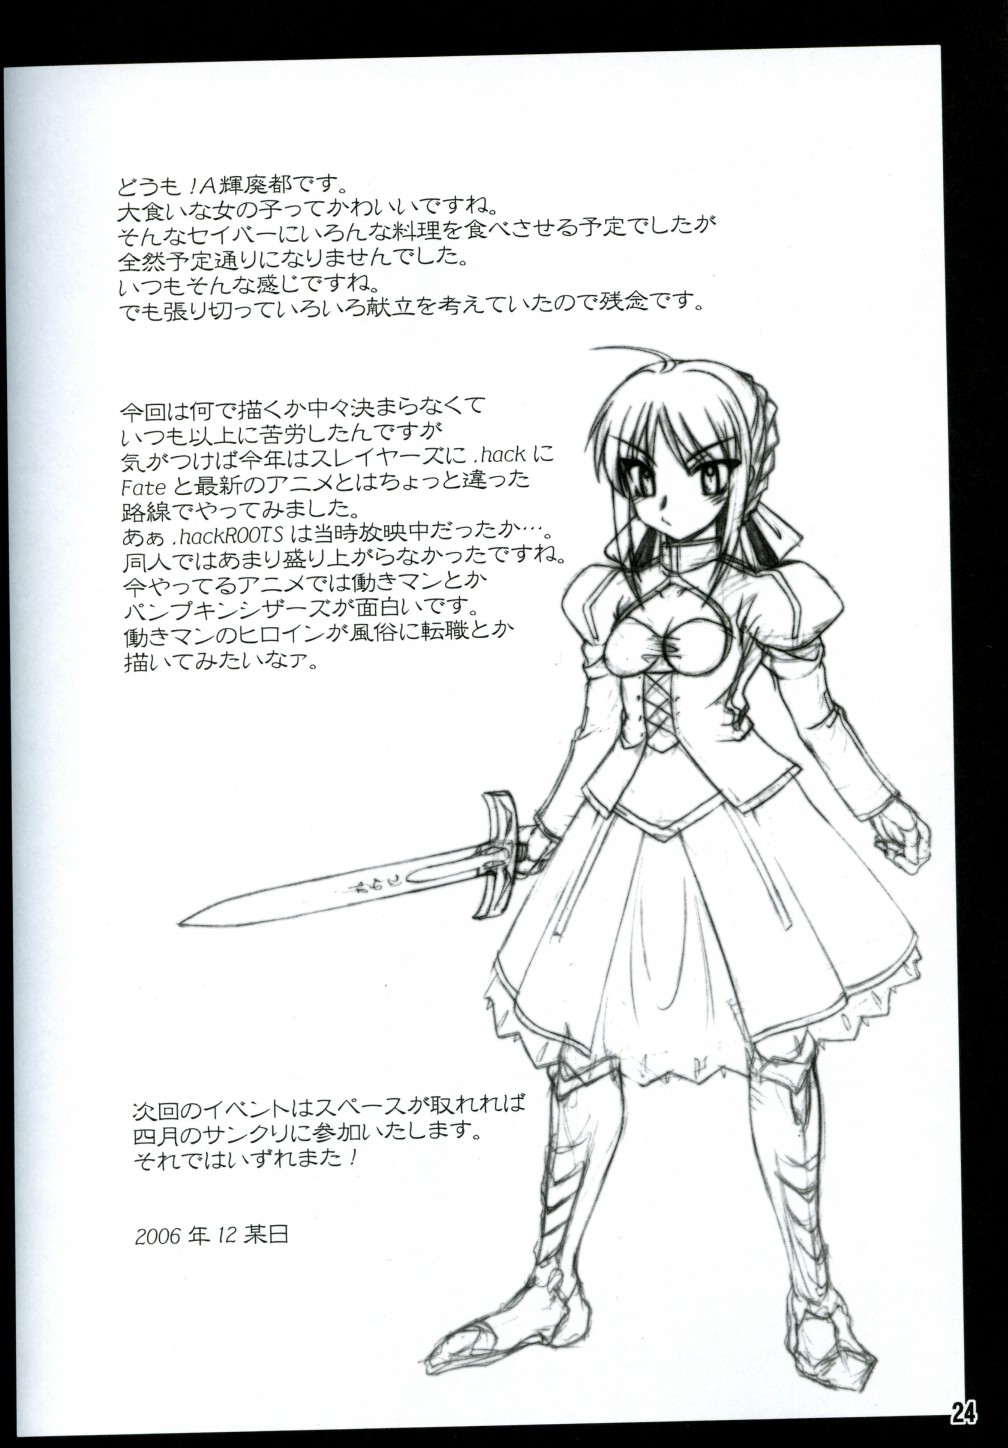 どうも！A輝廃都です。
大食いな女の子ってかわいいですね。
そんなセイバーにいろんな料理を食べさせる予定でしたが
全然予定通りになりませんでした。
いつもそんな感じですね。
でも張り切っていろいろ献立を考えていたので残念です。
今回は何で描くか中々決まらなくて
いつも以上に苦労したんですが
気がつけば今年はスレイヤーズに .hack に
Fate と最新のアニメとはちょっと違った
路線でやってみました。
あぁ .hackROOTS は当時放映中だったか…。
同人ではあまり盛り上がらなかったですね。
今やってるアニメでは働きマンとか
パンプキンシザーズが面白いです。
働きマンのヒロインが風俗に転職とか
描いてみたいなァ。
次回のイベントはスペースが取れれば
四月のサンクリに参加いたします。
それではいずれまた！
2006 年 12 某日
24